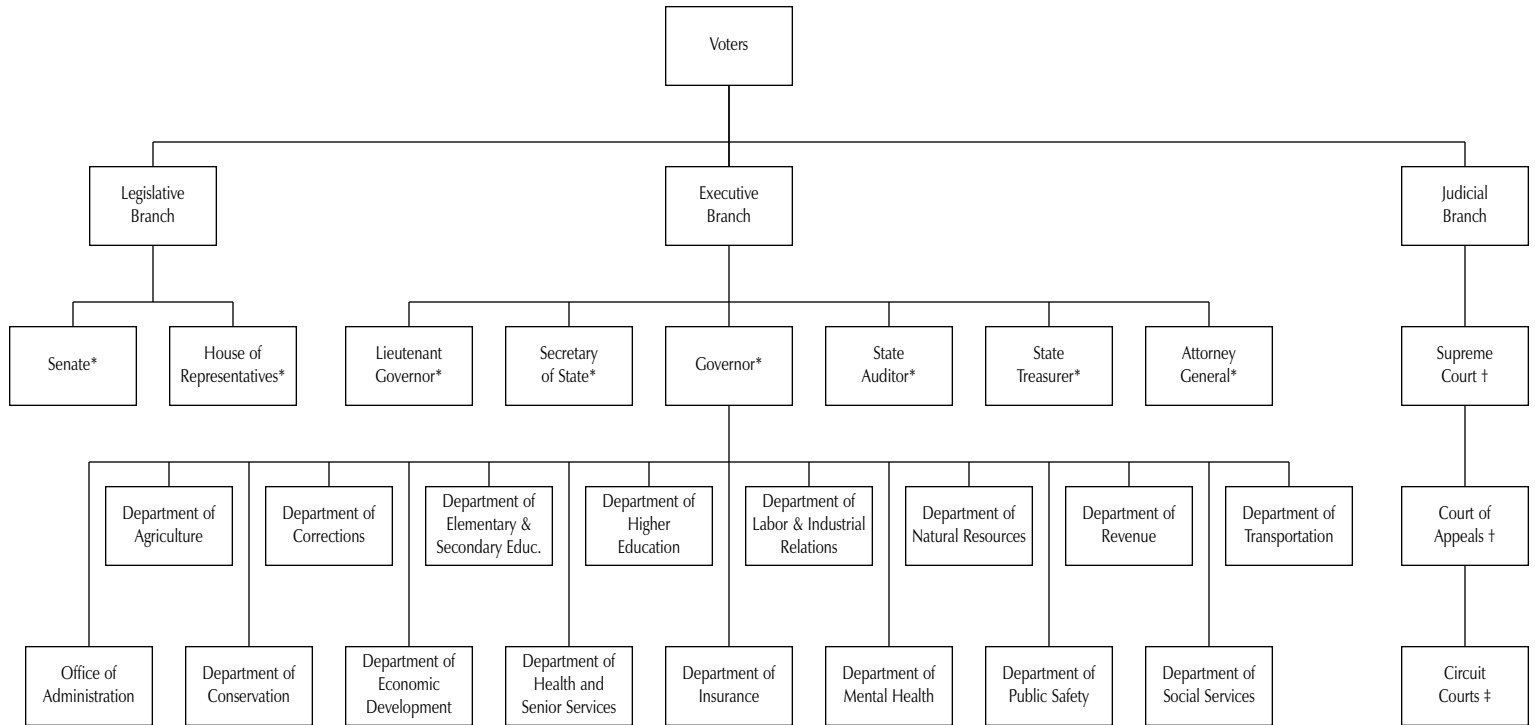 Voters
Legislative
Branch
Executive
Branch
Judicial
Branch
Senate*
House of
Representatives*
Lieutenant
Governor*
Secretary
of State*
Governor*
State
Auditor*
State
Treasurer*
Attorney
General*
Supreme
Court †
Department of
Agriculture
Department of
Corrections
Department of
Elementary &
Secondary Educ.
Department of
Higher
Education
Department of
Labor & Industrial
Relations
Department of
Natural Resources
Department of
Revenue
Department of
Transportation
Court of
Appeals †
Office of
Administration
Department of
Conservation
Department of
Economic
Development
Department of
Health and
Senior Services
Department of
Insurance
Department of
Mental Health
Department of
Public Safety
Department of
Social Services
Circuit
Courts ‡